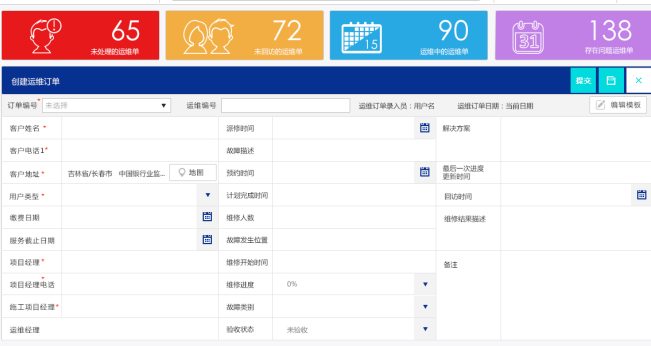 65
未处理的运维单
72
未回访的运维单
15
90
运维中的运维单
31
138
存在问题运维单
创建运维订单
提交
订单编号* 未选择
运维编号
运维订单录入员：用户名
运维订单日期：当前日期
编辑模板
客户姓名 *
派修时间
解决方案
客户电话1*
故障描述
客户地址 * 吉林省/长春市 中国银行业监... 地图
预约时间
最后一次进度
更新时间
用户类型 *
计划完成时间
回访时间
缴费日期
维修人数
维修结果描述
服务截止日期
故障发生位置
项目经理 *
维修开始时间
备注
项目经理电话 *
维修进度 0%
施工项目经理*
故障类别
运维经理
验收状态 未验收